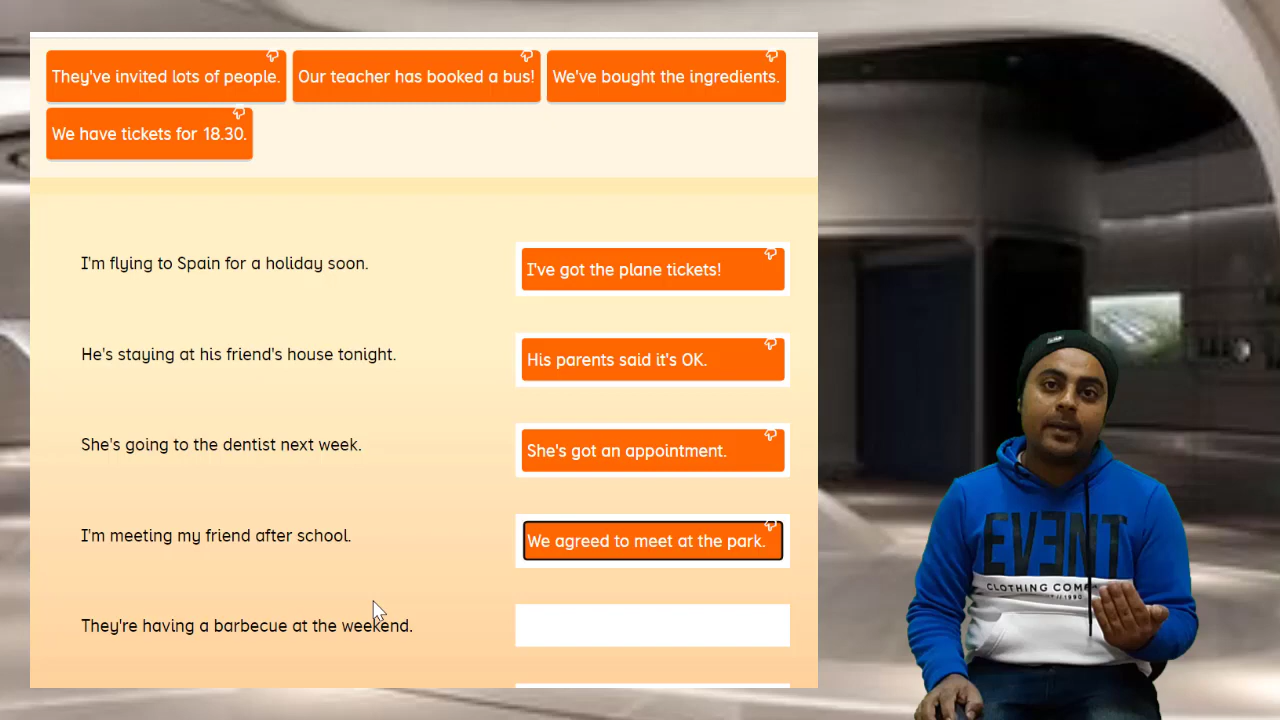 They've invited lots of people.
Our teacher has booked a bus!
We've bought the ingredients.
We have tickets for 18.30.
I'm flying to Spain for a holiday soon.
I've got the plane tickets!
He's staying at his friend's house tonight.
His parents said it's OK.
She's going to the dentist next week.
She's got an appointment.
I'm meeting my friend after school.
We agreed to meet at the park.
They're having a barbecue at the weekend.
EVENT
CLOTHING COMP